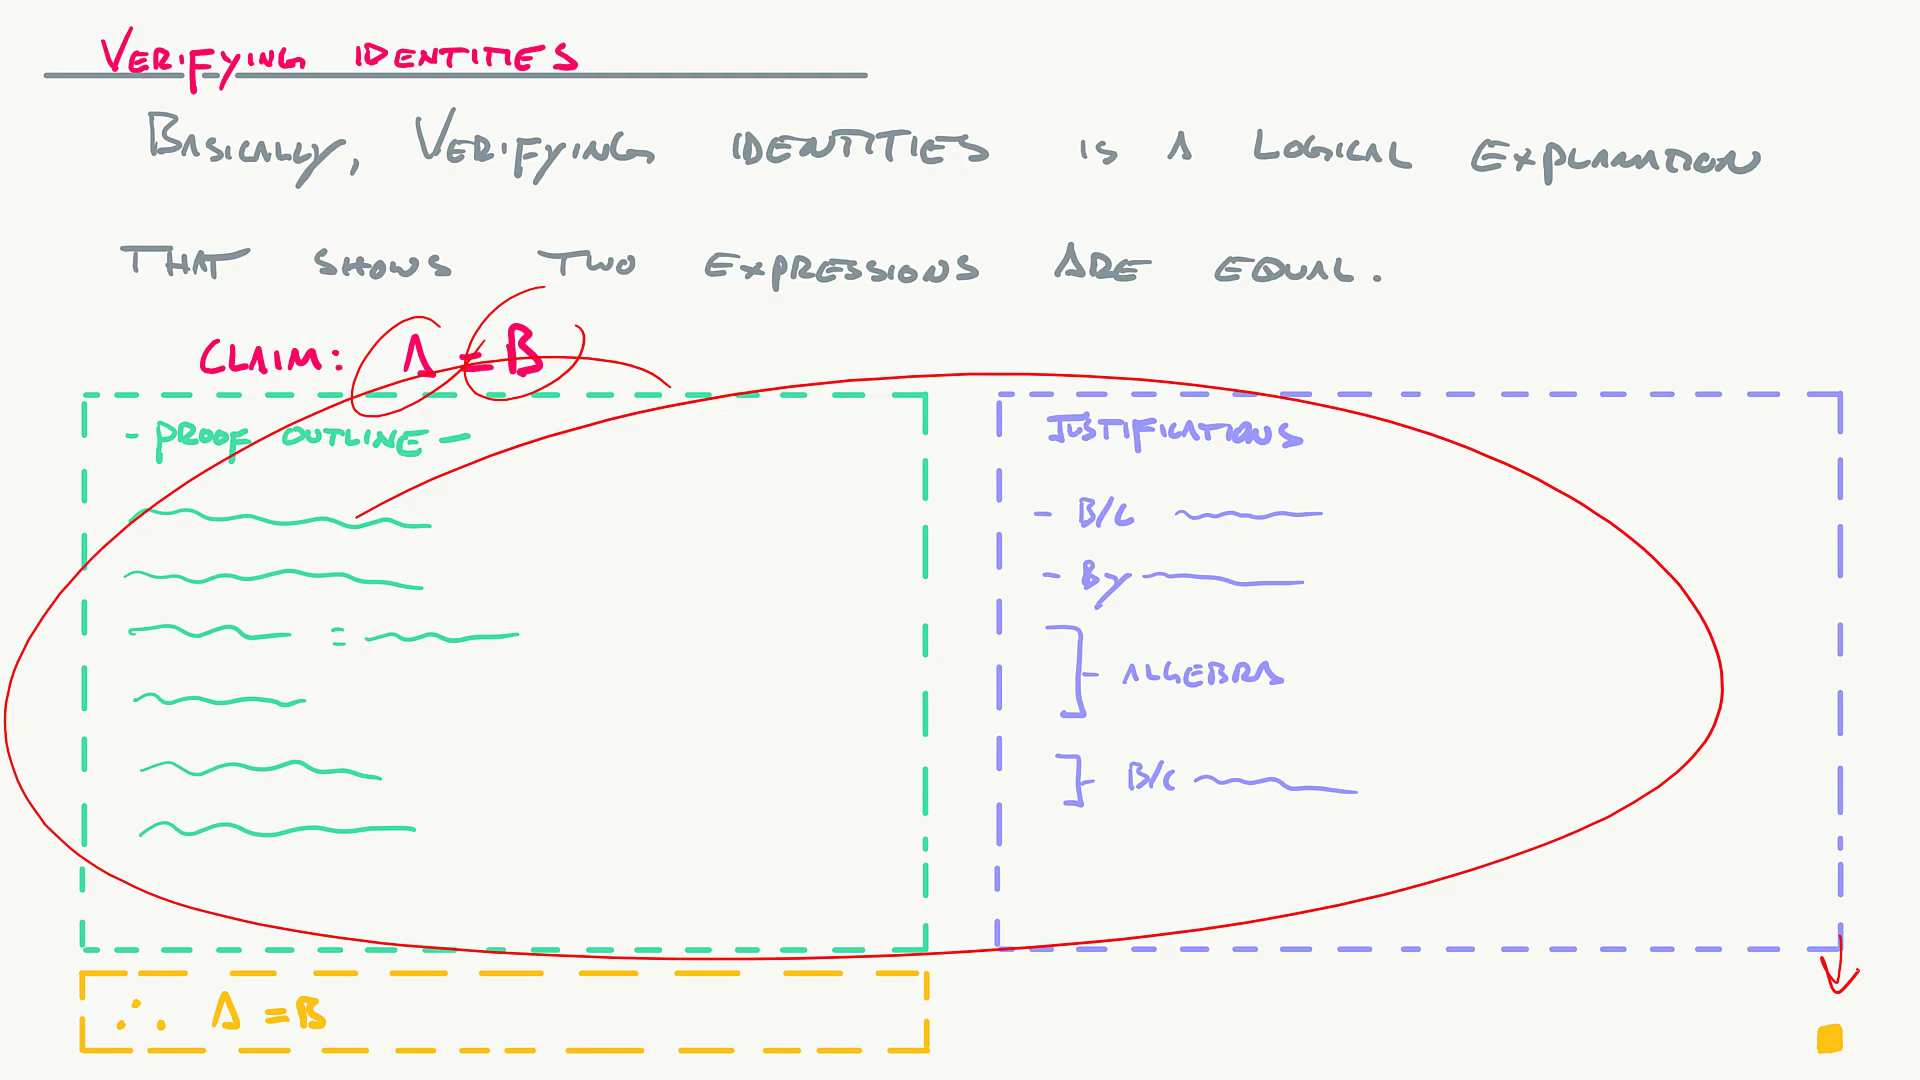 VERIFYING IDENTITIES
BASICALLY, VERIFYING IDENTITIES IS A LOGICAL EXPLANATION
THAT SHOWS TWO EXPRESSIONS ARE EQUAL.
CLAIM: A = B
- PROOF OUTLINE -
=
JUSTIFICATIONS
- B/C
- By
- ALGEBRA
- B/C
∴ A = B